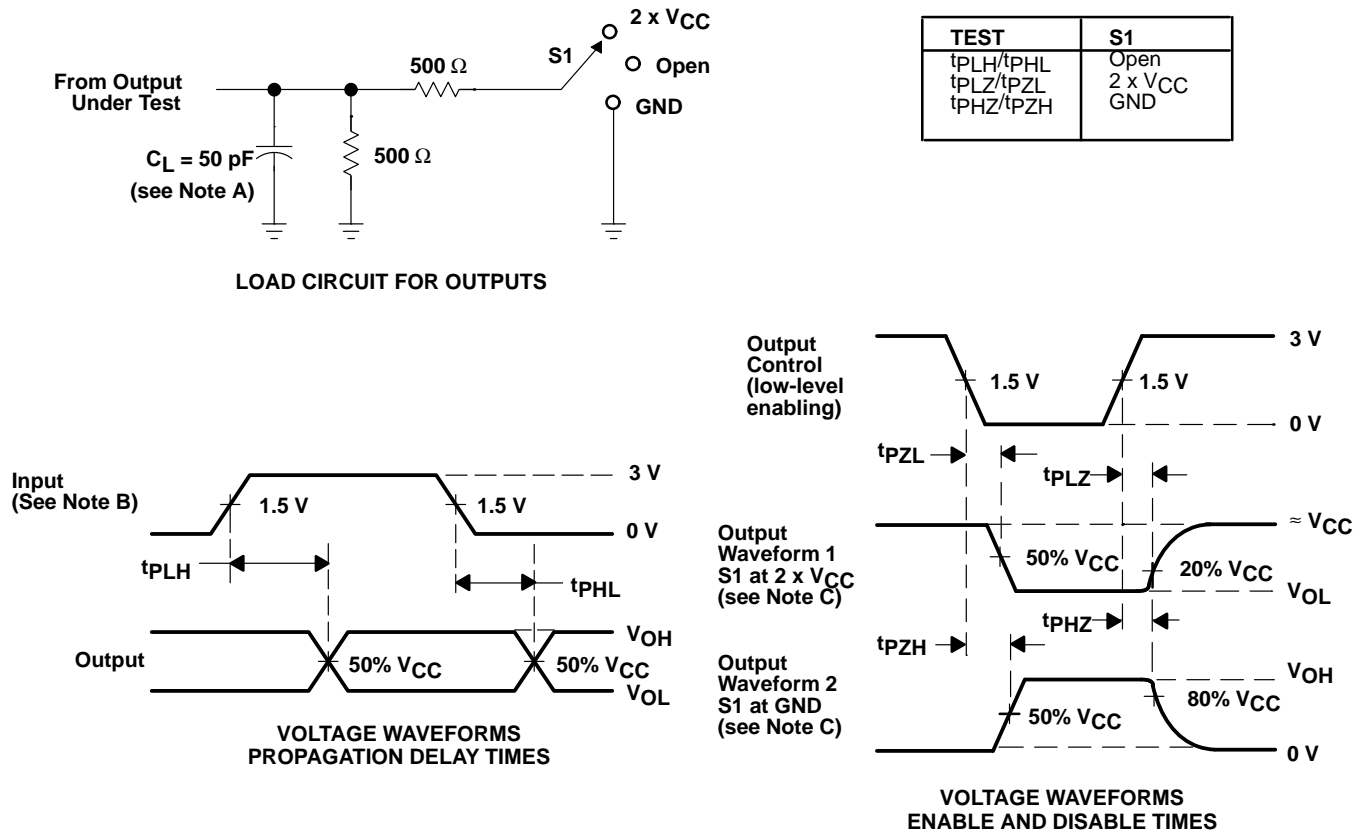 2 x VCC
S1
500 Ω
Open
From Output
Under Test
GND
CL = 50 pF
(see Note A)
500 Ω
LOAD CIRCUIT FOR OUTPUTS
TEST S1
tPLH/tPHL Open
tPLZ/tPZL 2 x VCC
tPHZ/tPZH GND
Input
(See Note B)
1.5 V
1.5 V
3 V
0 V
tPLH
tPHL
Output
50% VCC
50% VCC
VOH
VOL
VOLTAGE WAVEFORMS
PROPAGATION DELAY TIMES
Output
Control
(low-level
enabling)
1.5 V
1.5 V
3 V
0 V
tPZL
tPLZ
Output
Waveform 1
S1 at 2 x VCC
(see Note C)
50% VCC
20% VCC
≈ VCC
VOL
tPHZ
tPZH
Output
Waveform 2
S1 at GND
(see Note C)
50% VCC
80% VCC
VOH
0 V
VOLTAGE WAVEFORMS
ENABLE AND DISABLE TIMES